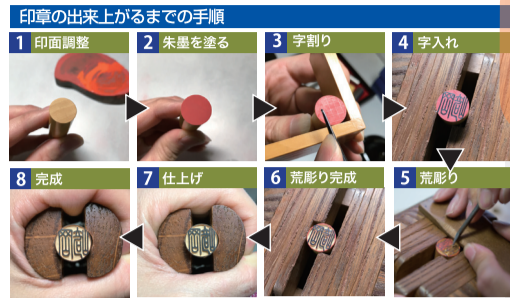 印章の出来上がるまでの手順
1 印面調整
2 朱墨を塗る
3 字割り
4 字入れ
5 荒彫り
6 荒彫り完成
7 仕上げ
8 完成